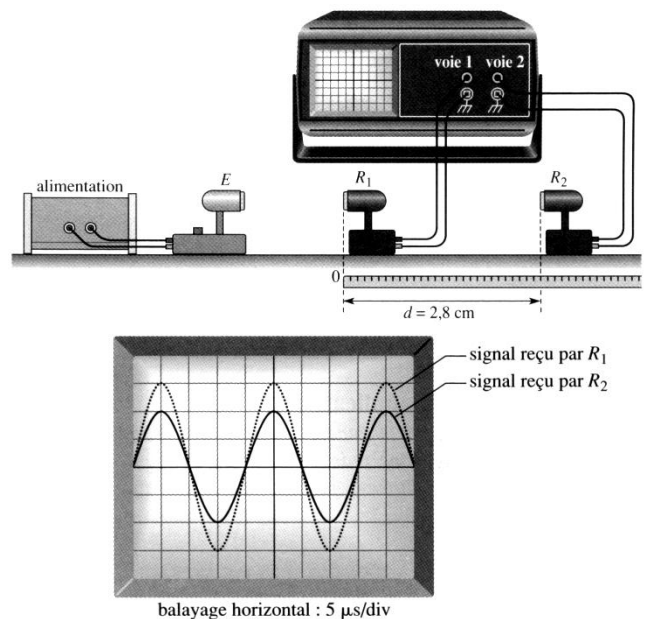 voie 1 voie 2
alimentation
E
R1
R2
0
d = 2,8 cm
signal reçu par R1
signal reçu par R2
balayage horizontal : 5 µs/div